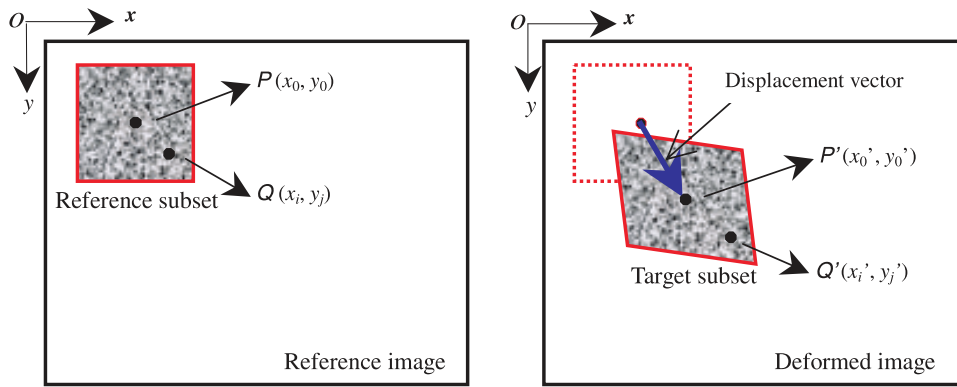 O x
y
P (x₀, y₀)
Q (xᵢ, yⱼ)
Reference subset
Reference image
O x
y
Displacement vector
P' (x₀', y₀')
Q' (xᵢ', yⱼ')
Target subset
Deformed image